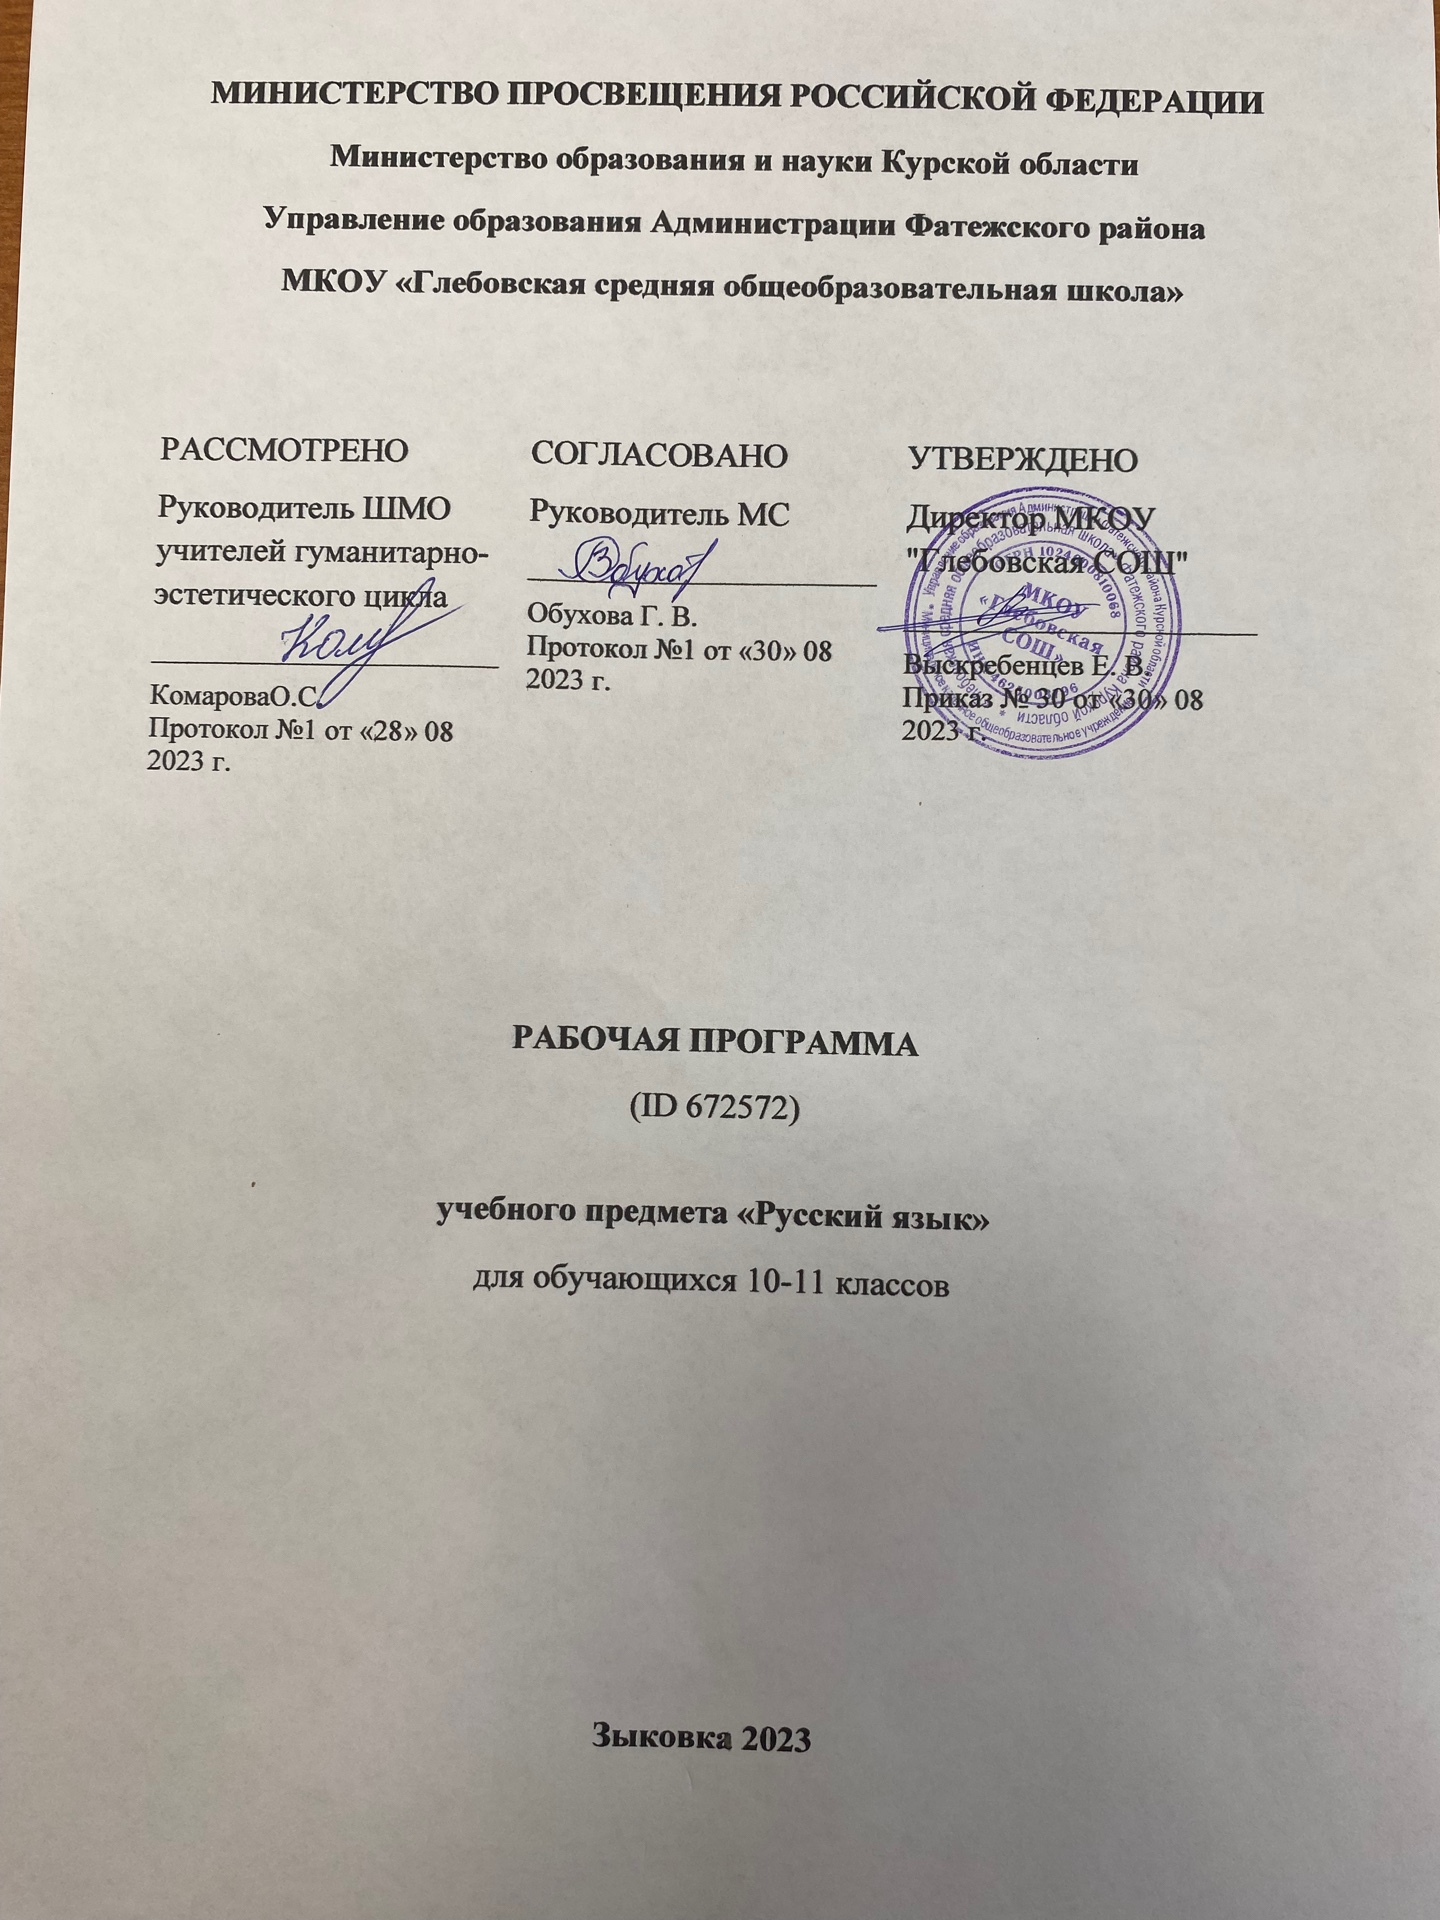 МИНИСТЕРСТВО ПРОСВЕЩЕНИЯ РОССИЙСКОЙ ФЕДЕРАЦИИ
Министерство образования и науки Курской области
Управление образования Администрации Фатежского района
МКОУ «Глебовская средняя общеобразовательная школа»
РАССМОТРЕНО
Руководитель ШМО
учителей гуманитарно-
эстетического цикла
КомароваО.С.
Протокол №1 от «28» 08
2023 г.
СОГЛАСОВАНО
Руководитель МС
Обухова Г. В.
Протокол №1 от «30» 08
2023 г.
УТВЕРЖДЕНО
Директор МКОУ
"Глебовская СОШ"
Выскребенцев Е. В.
Приказ № 30 от «30» 08
2023 г.
МКОУ
«Глебовская
СОШ»
РАБОЧАЯ ПРОГРАММА
(ID 672572)
учебного предмета «Русский язык»
для обучающихся 10-11 классов
Зыковка 2023